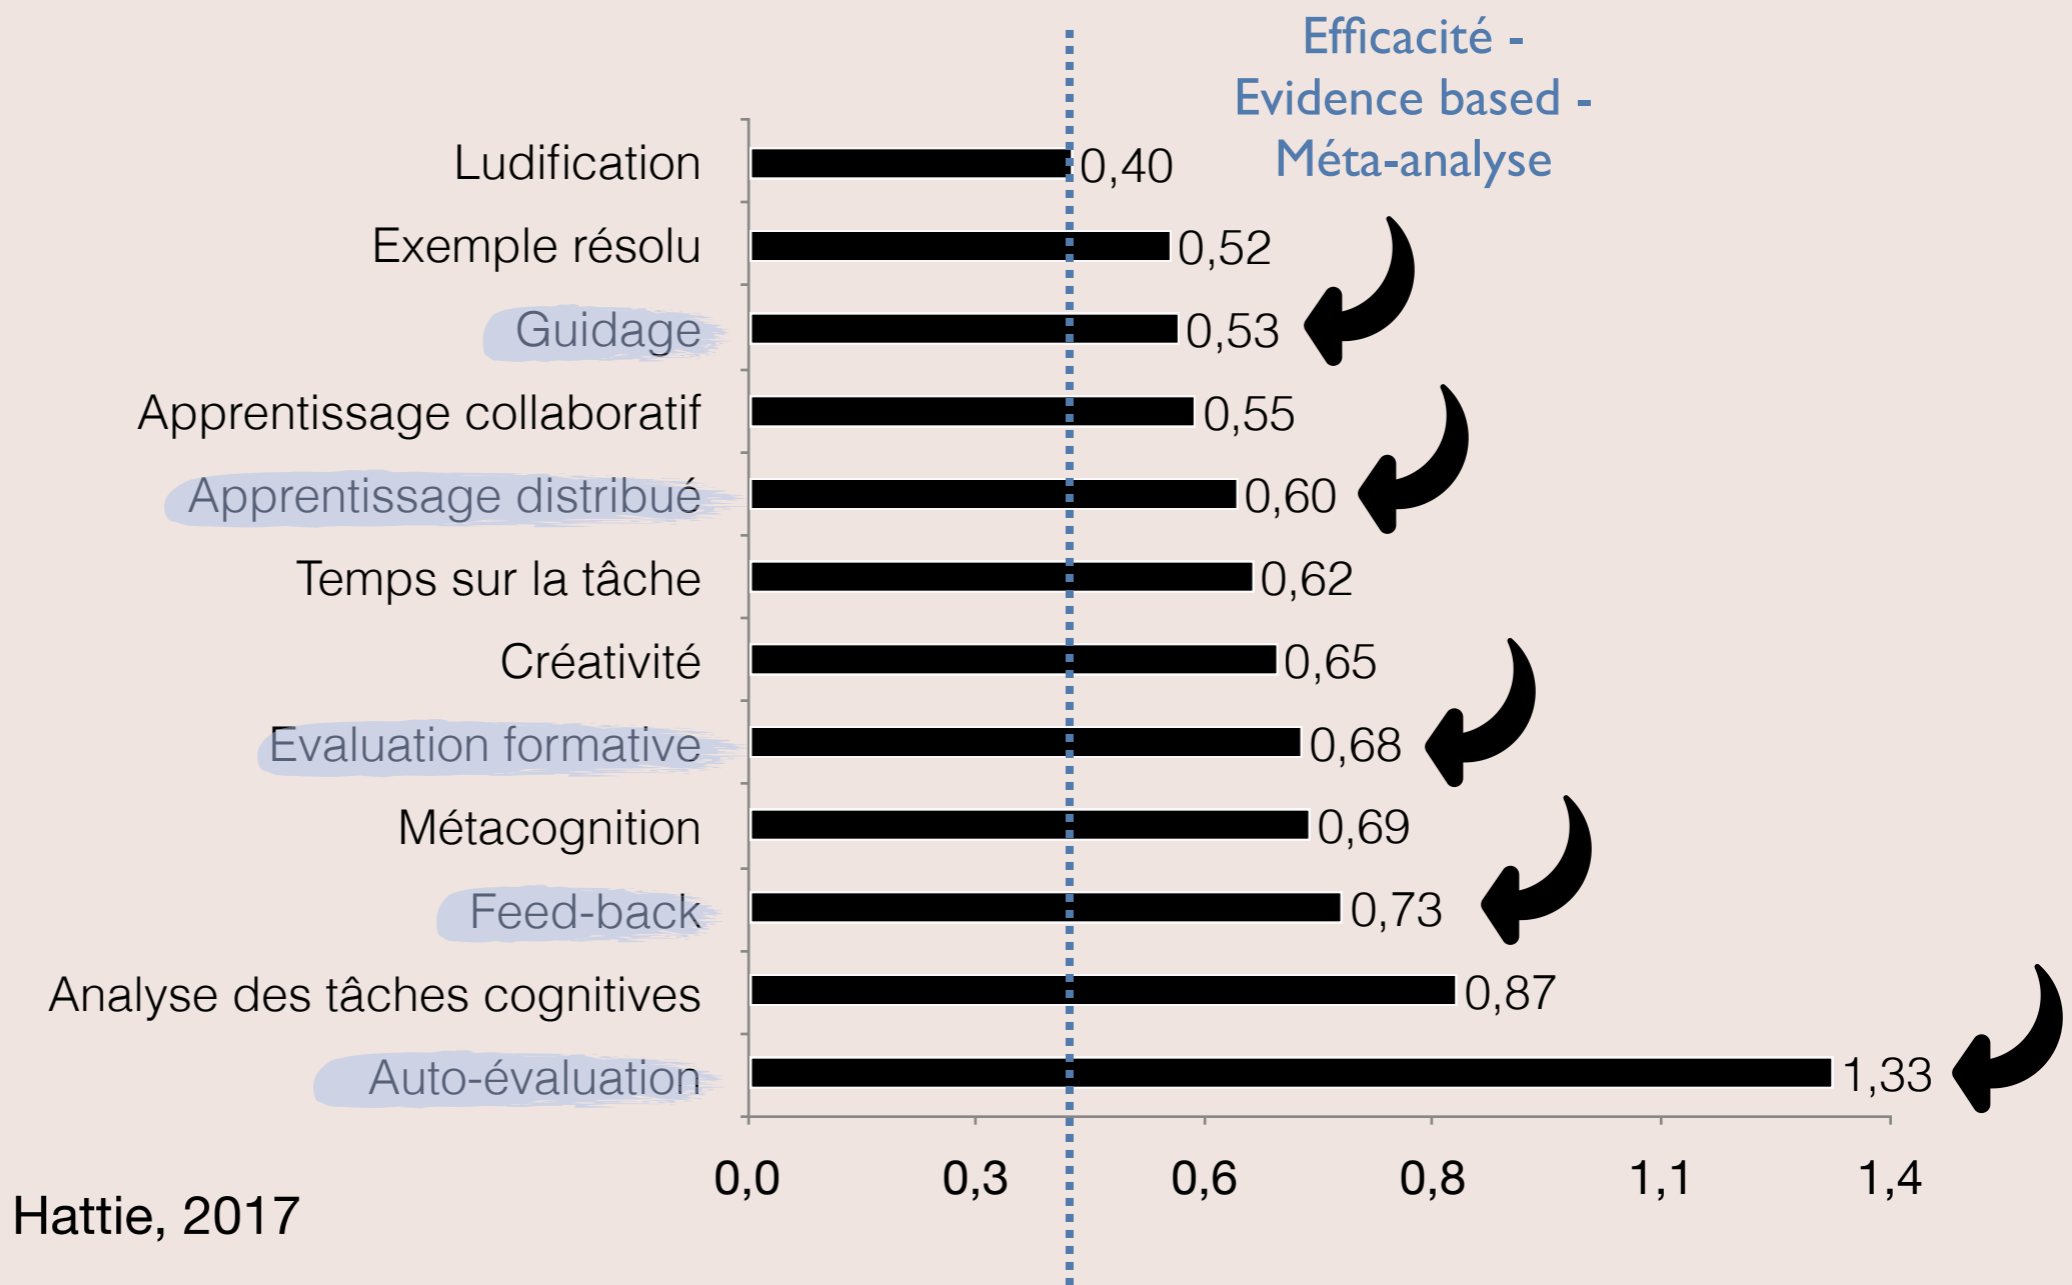 Efficacité -
Evidence based -
Méta-analyse
Ludification 0,40
Exemple résolu 0,52
Guidage 0,53
Apprentissage collaboratif 0,55
Apprentissage distribué 0,60
Temps sur la tâche 0,62
Créativité 0,65
Evaluation formative 0,68
Métacognition 0,69
Feed-back 0,73
Analyse des tâches cognitives 0,87
Auto-évaluation 1,33
0,0 0,3 0,6 0,8 1,1 1,4
Hattie, 2017